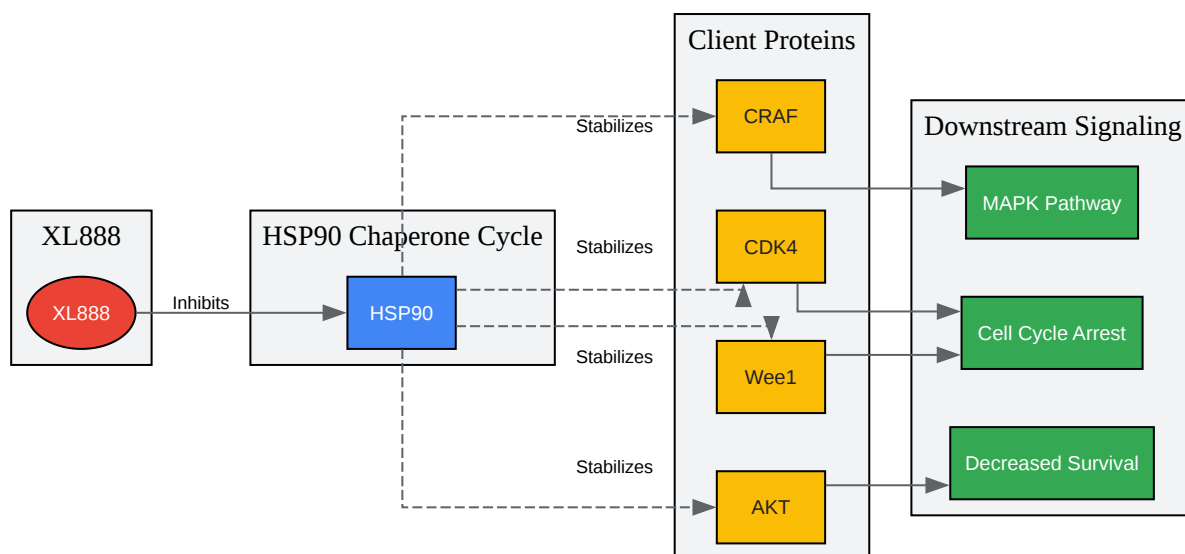 XL888
XL888
Inhibits
HSP90 Chaperone Cycle
HSP90
Stabilizes
Stabilizes
Stabilizes
Stabilizes
Client Proteins
CRAF
CDK4
Wee1
AKT
Downstream Signaling
MAPK Pathway
Cell Cycle Arrest
Decreased Survival